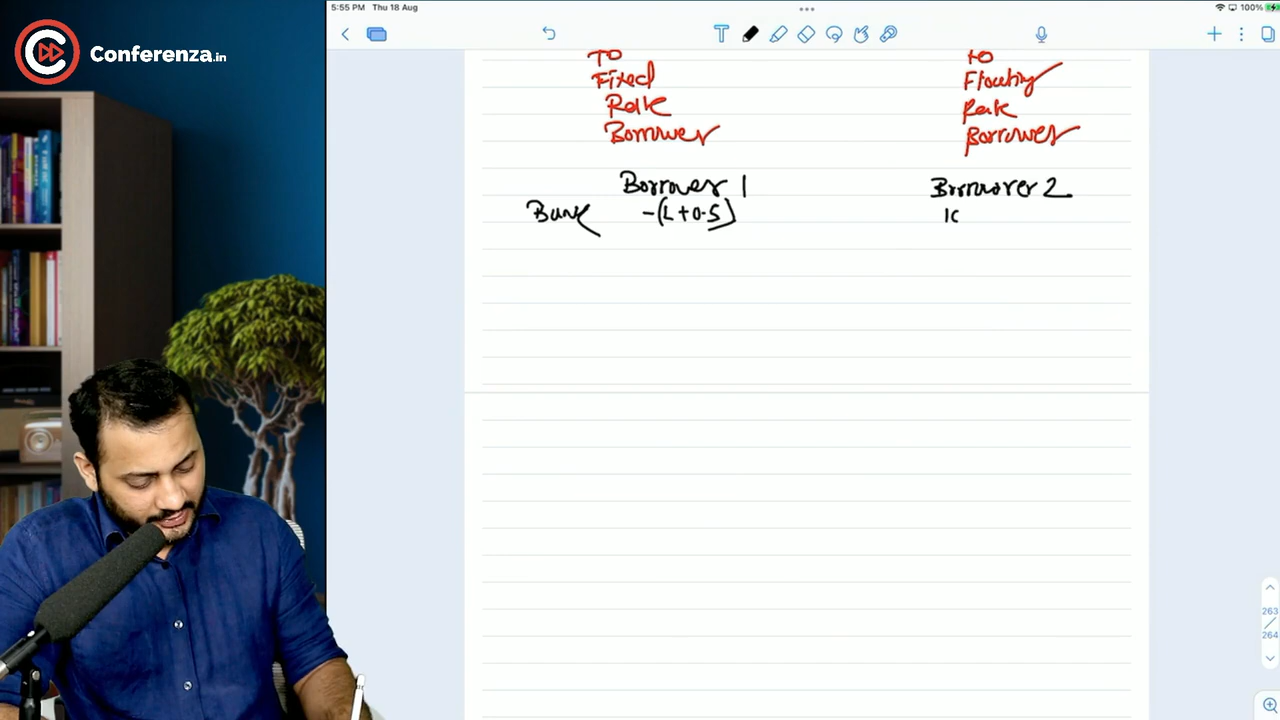 5:55 PM Thu 18 Aug
100%
Conferenza.in
To
Fixed
Rate
Borrower
To
Floating
Rate
Borrower
Borrower 1
Borrower 2
Bank -(L+0.5)
10
263
264